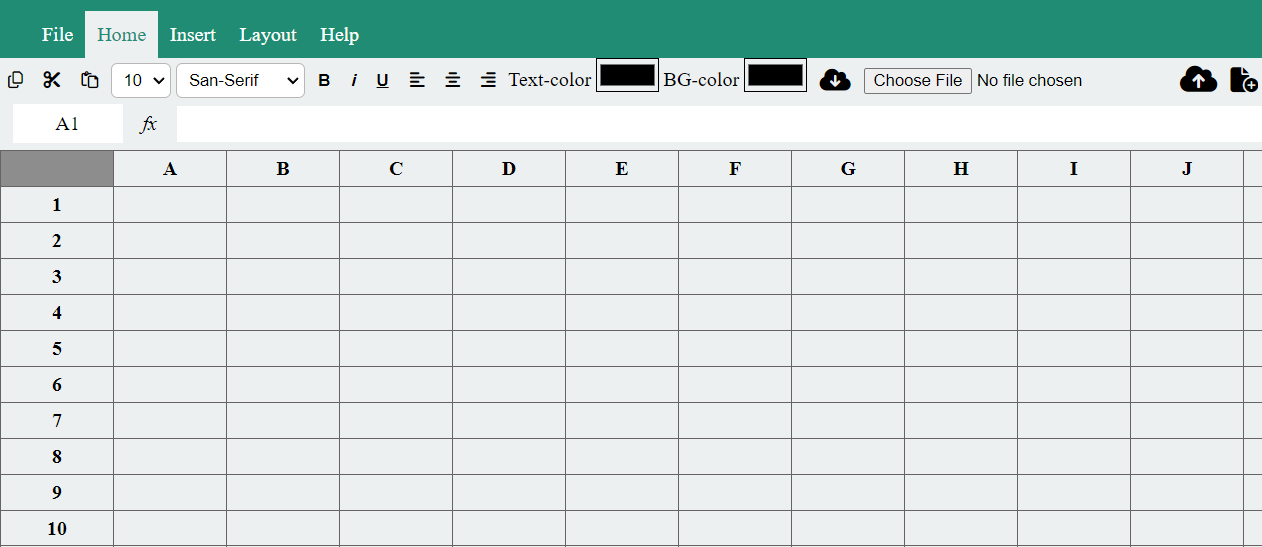 File Home Insert Layout Help
10 San-Serif B i U Text-color BG-color Choose File No file chosen
A1 fx
A B C D E F G H I J
1
2
3
4
5
6
7
8
9
10